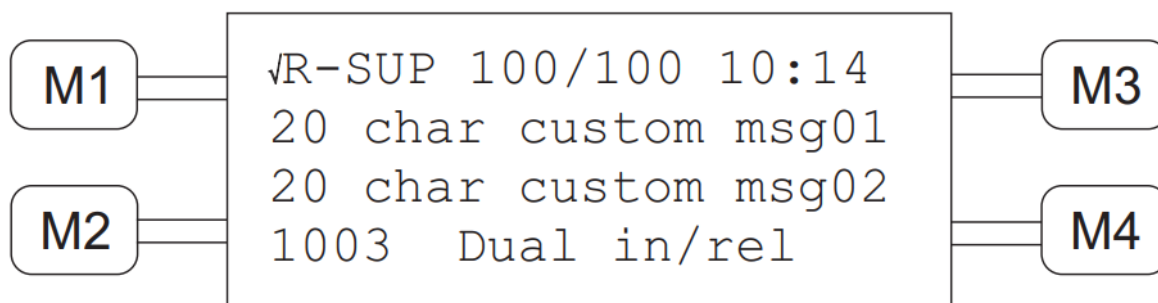 M1
√R-SUP 100/100 10:14
M3
20 char custom msg01
20 char custom msg02
M2
1003  Dual in/rel
M4